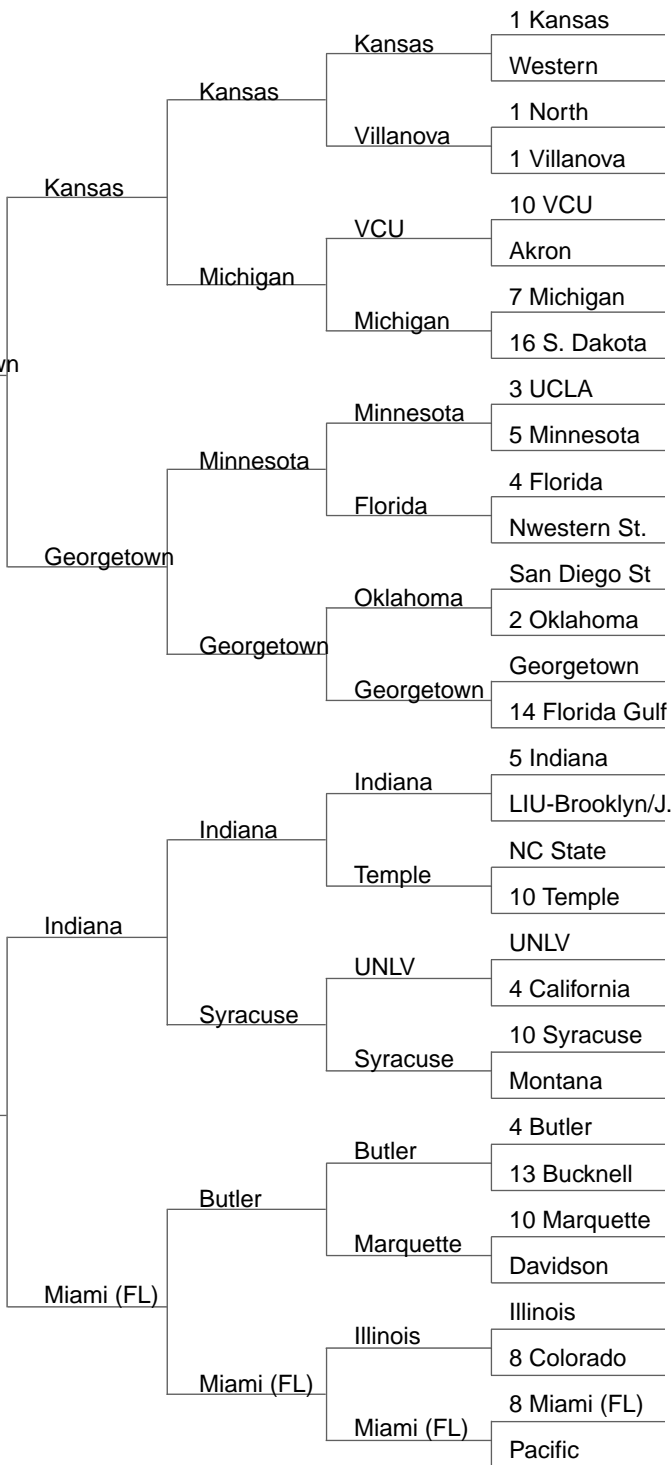 1 Kansas
Kansas
Western
Kansas
1 North
Villanova
1 Villanova
Kansas
10 VCU
VCU
Akron
Michigan
7 Michigan
Michigan
16 S. Dakota
wn
3 UCLA
Minnesota
5 Minnesota
Minnesota
4 Florida
Florida
Nwestern St.
Georgetown
San Diego St
Oklahoma
2 Oklahoma
Georgetown
Georgetown
Georgetown
14 Florida Gulf
5 Indiana
Indiana
LIU-Brooklyn/J.
Indiana
NC State
Temple
10 Temple
Indiana
UNLV
UNLV
4 California
Syracuse
10 Syracuse
Syracuse
Montana
4 Butler
Butler
13 Bucknell
Butler
10 Marquette
Marquette
Davidson
Miami (FL)
Illinois
Illinois
8 Colorado
Miami (FL)
8 Miami (FL)
Miami (FL)
Pacific